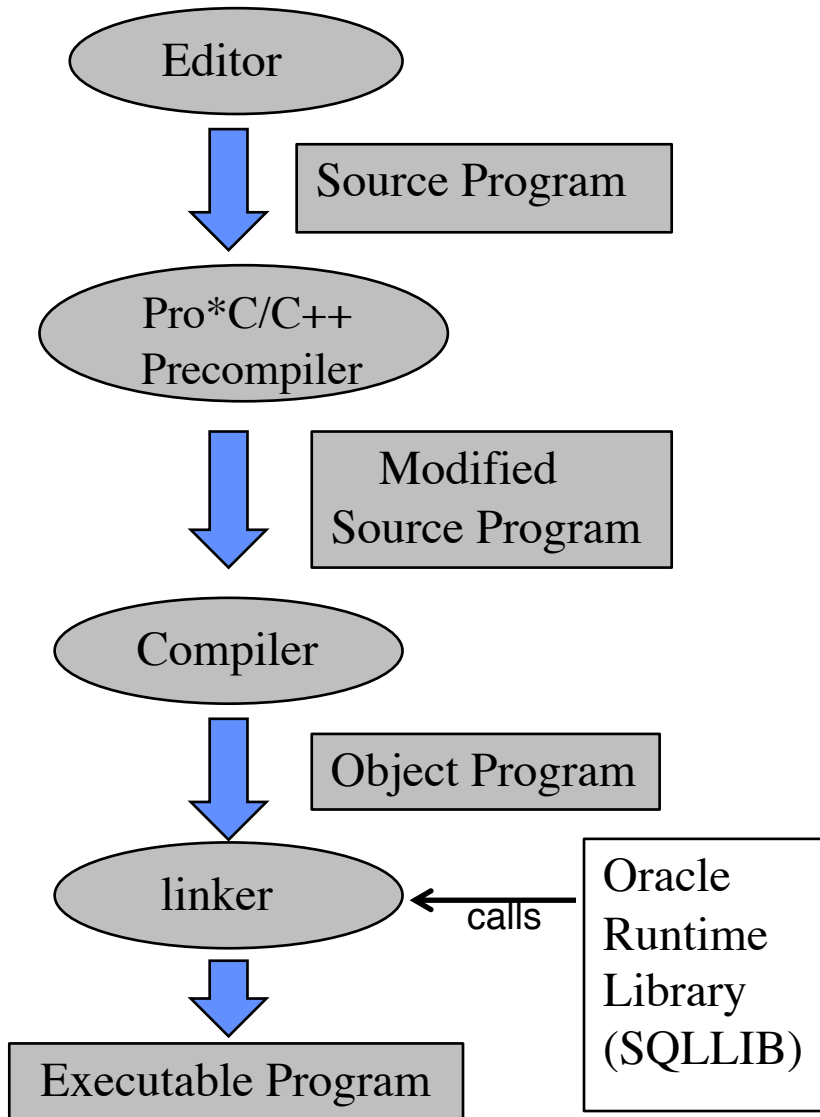 Editor
Source Program
Pro*C/C++
Precompiler
Modified
Source Program
Compiler
Object Program
linker
calls
Oracle
Runtime
Library
(SQLLIB)
Executable Program